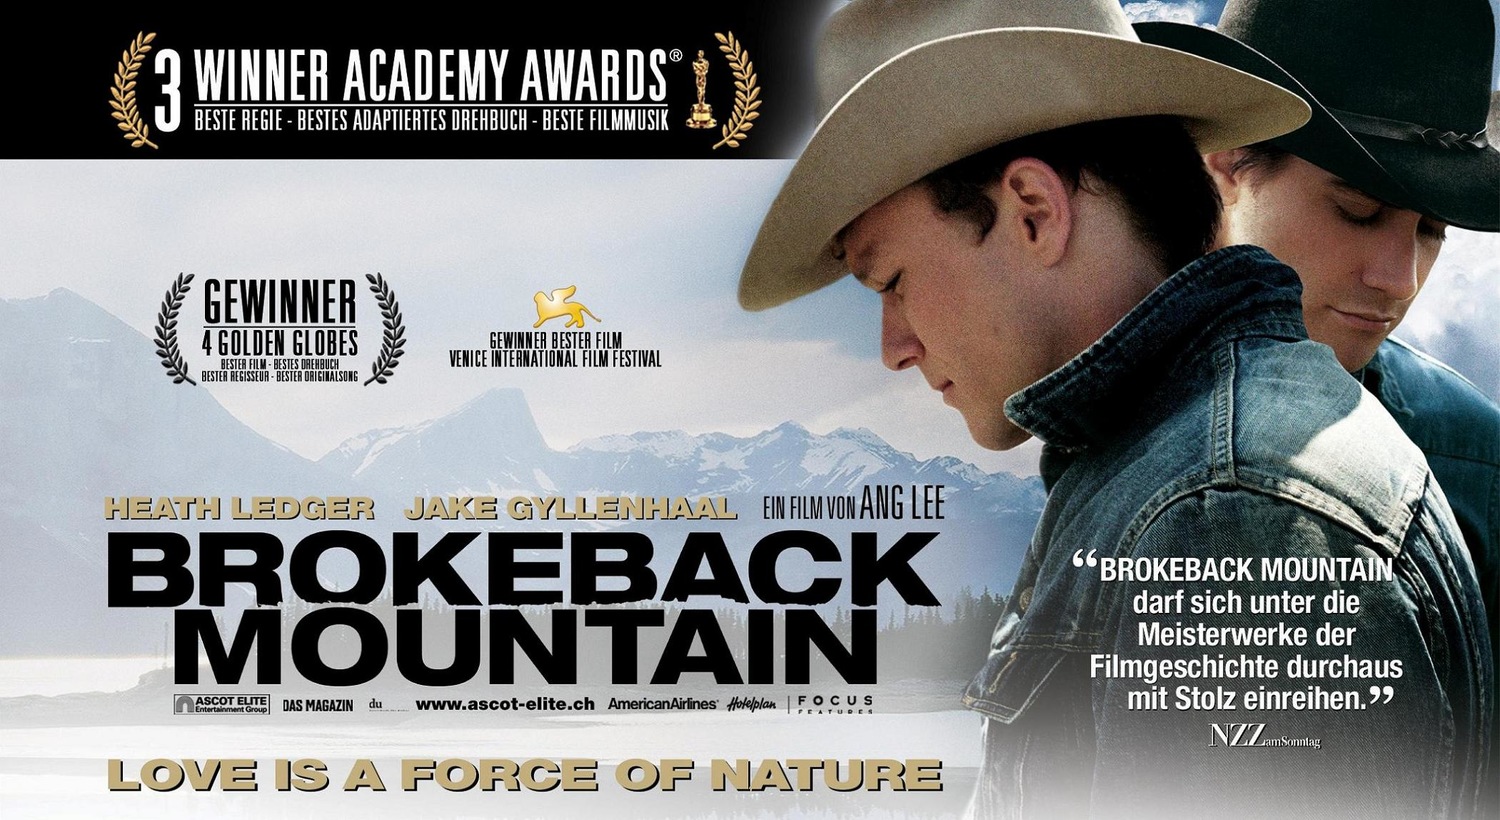 3 WINNER ACADEMY AWARDS®
BESTE REGIE - BESTES ADAPTIERTES DREHBUCH - BESTE FILMMUSIK
GEWINNER
4 GOLDEN GLOBES
BESTER FILM - BESTES DREHBUCH
BESTER REGISSEUR - BESTER ORIGINALSONG
GEWINNER BESTER FILM
VENICE INTERNATIONAL FILM FESTIVAL
HEATH LEDGER JAKE GYLLENHAAL EIN FILM VON ANG LEE
BROKEBACK
MOUNTAIN
ASCOT ELITE
Entertainment Group
DAS MAGAZIN du www.ascot-elite.ch AmericanAirlines® Hotelplan FOCUS
FEATURES
LOVE IS A FORCE OF NATURE
“BROKEBACK MOUNTAIN
darf sich unter die
Meisterwerke der
Filmgeschichte durchaus
mit Stolz einreihen.”
NZZ am Sonntag